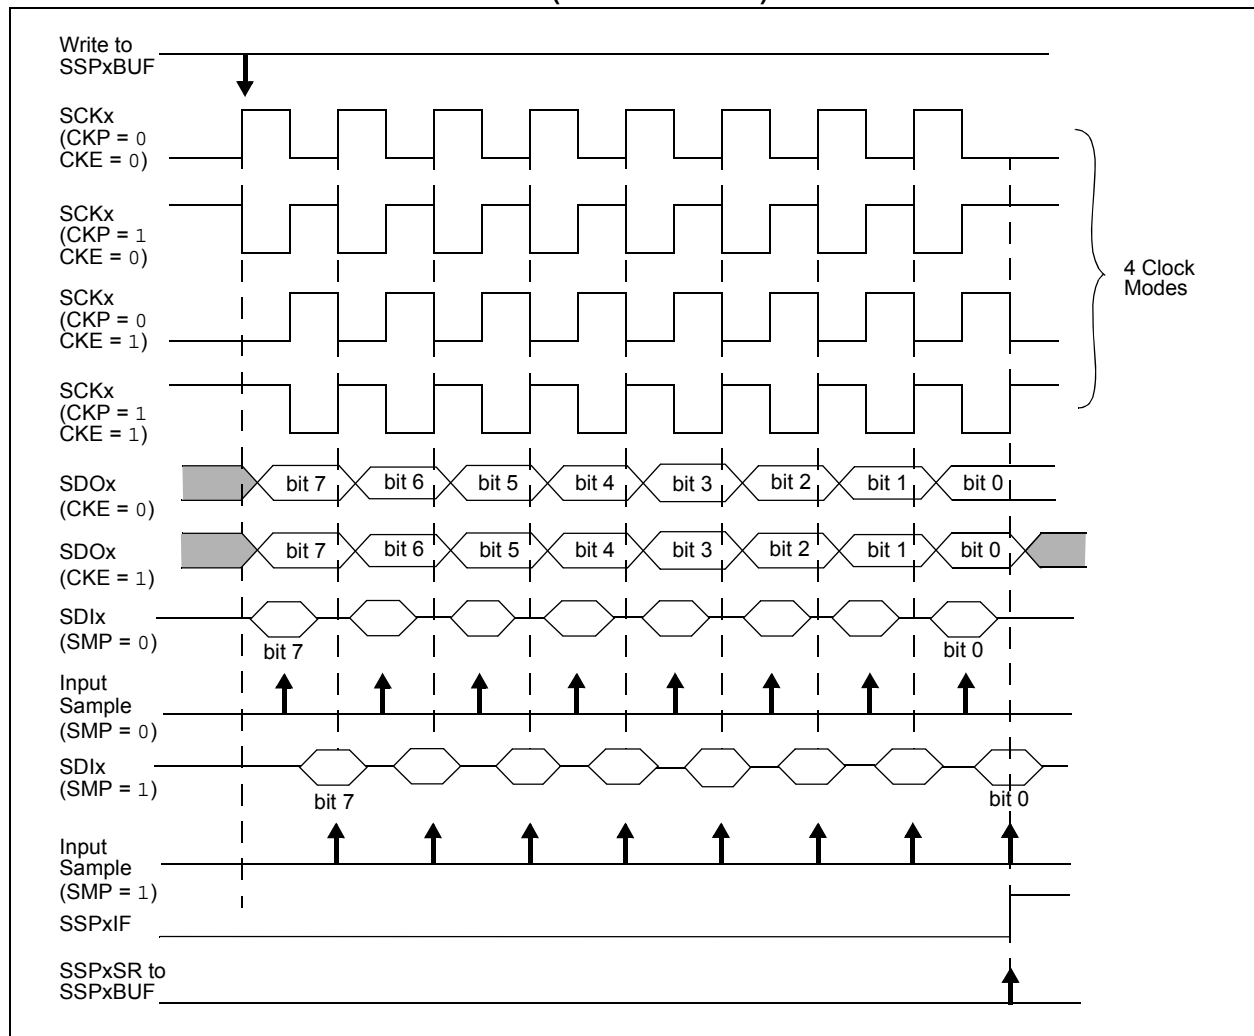 Write to
SSPxBUF
SCKx
(CKP = 0
CKE = 0)
SCKx
(CKP = 1
CKE = 0)
SCKx
(CKP = 0
CKE = 1)
SCKx
(CKP = 1
CKE = 1)
4 Clock
Modes
SDOx
(CKE = 0)
bit 7 bit 6 bit 5 bit 4 bit 3 bit 2 bit 1 bit 0
SDOx
(CKE = 1)
bit 7 bit 6 bit 5 bit 4 bit 3 bit 2 bit 1 bit 0
SDIx
(SMP = 0)
bit 7 bit 0
Input
Sample
(SMP = 0)
SDIx
(SMP = 1)
bit 7 bit 0
Input
Sample
(SMP = 1)
SSPxIF
SSPxSR to
SSPxBUF